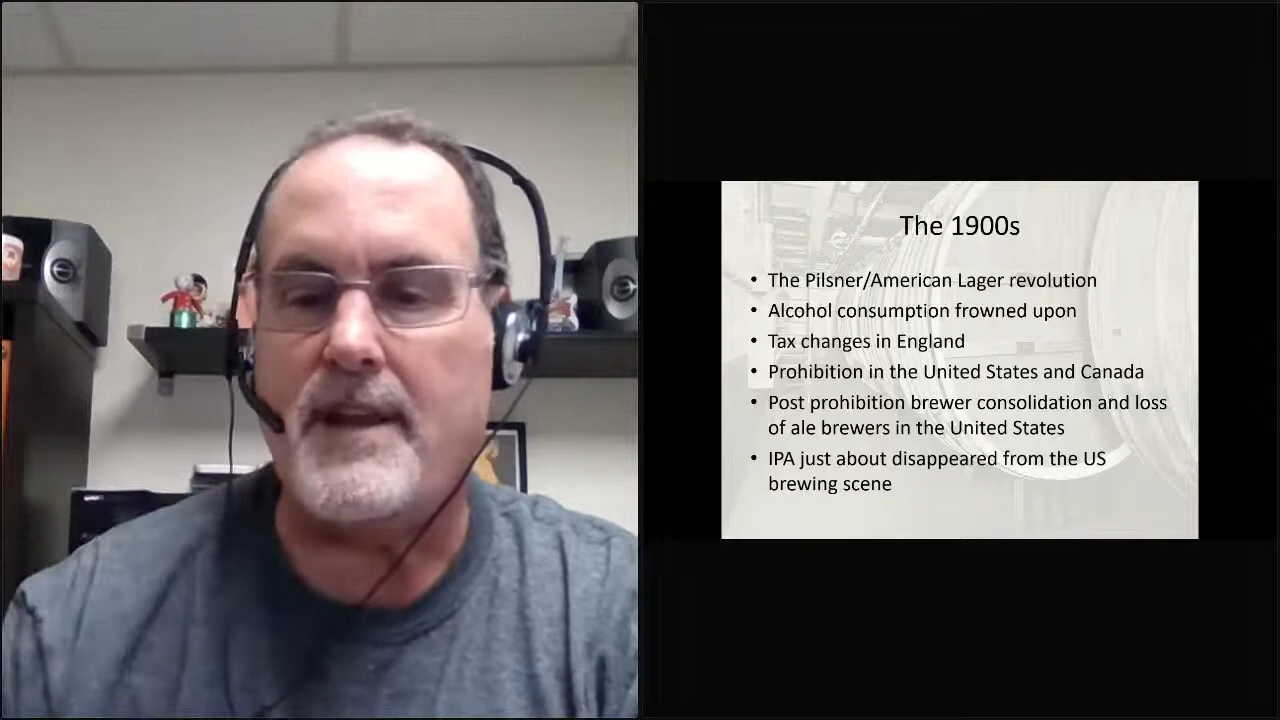 The 1900s
• The Pilsner/American Lager revolution
• Alcohol consumption frowned upon
• Tax changes in England
• Prohibition in the United States and Canada
• Post prohibition brewer consolidation and loss
of ale brewers in the United States
• IPA just about disappeared from the US
brewing scene